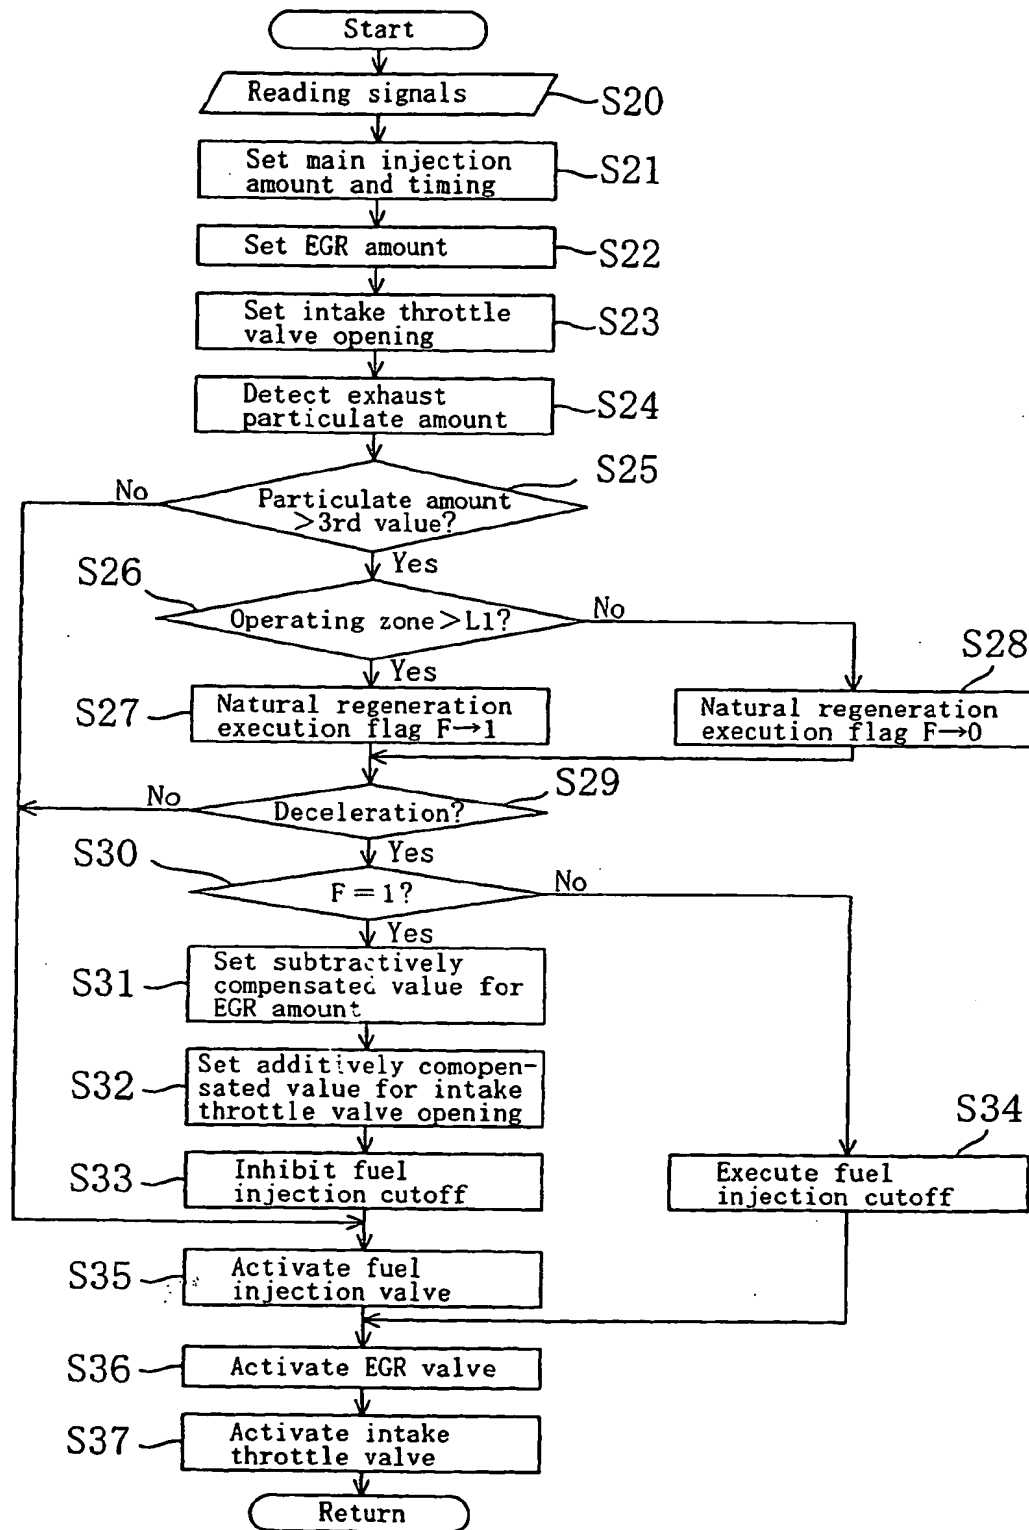 Start
Reading signals
S20
Set main injection
amount and timing
S21
Set EGR amount
S22
Set intake throttle
valve opening
S23
Detect exhaust
particulate amount
S24
S25
No
Particulate amount
>3rd value?
Yes
S26
Operating zone>L1?
No
Yes
S28
S27
Natural regeneration
execution flag F→1
Natural regeneration
execution flag F→0
S29
No
Deceleration?
Yes
S30
F=1?
No
Yes
S31
Set subtractively
compensated value for
EGR amount
S32
Set additively comopen-
sated value for intake
throttle valve opening
S34
S33
Inhibit fuel
injection cutoff
Execute fuel
injection cutoff
S35
Activate fuel
injection valve
S36
Activate EGR valve
S37
Activate intake
throttle valve
Return